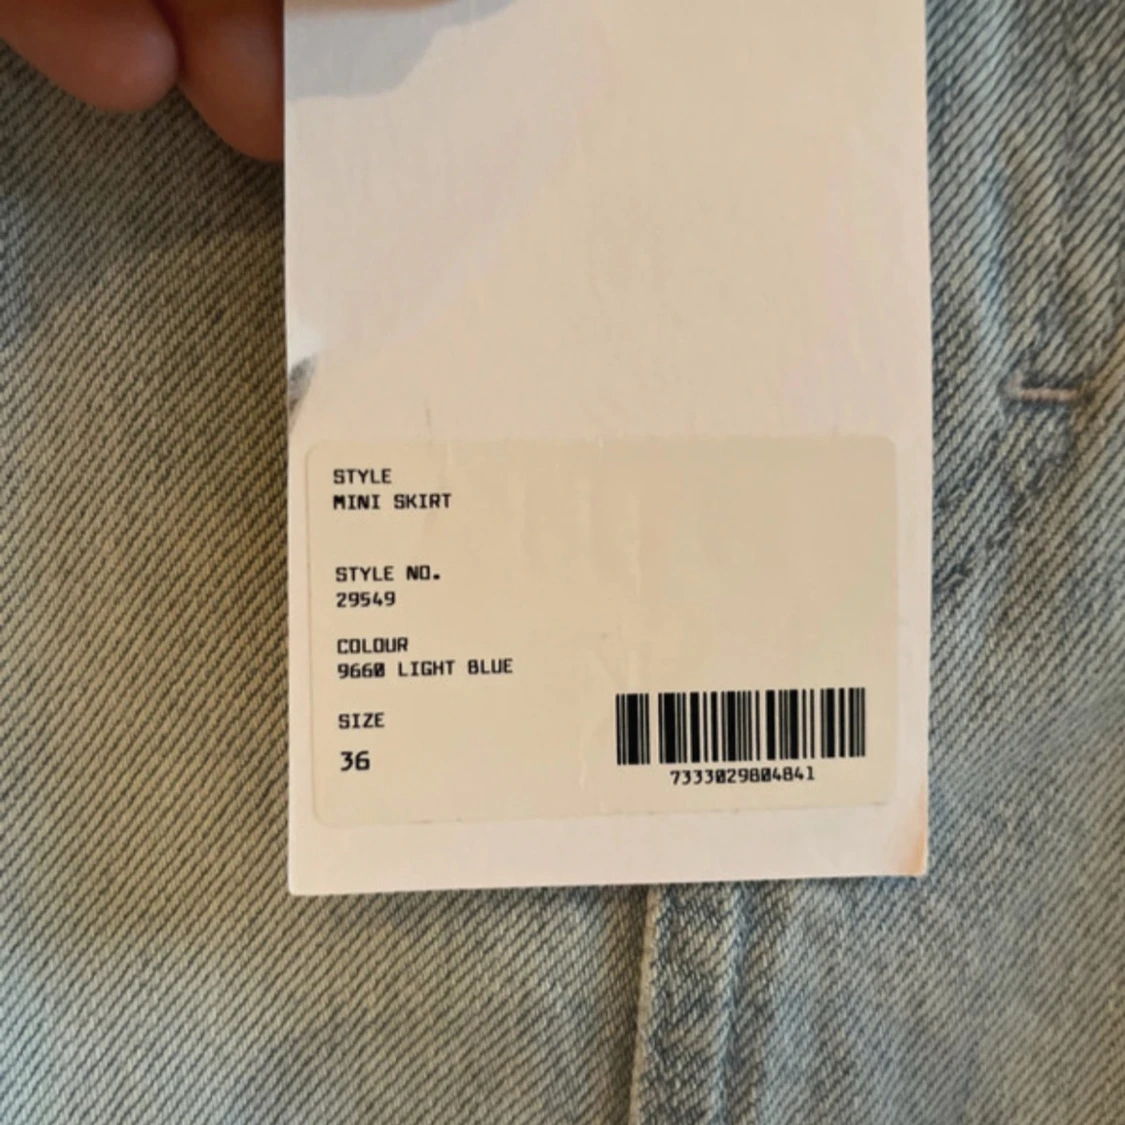 STYLE
MINI SKIRT
STYLE NO.
29549
COLOUR
9660 LIGHT BLUE
SIZE
36
7333029804841